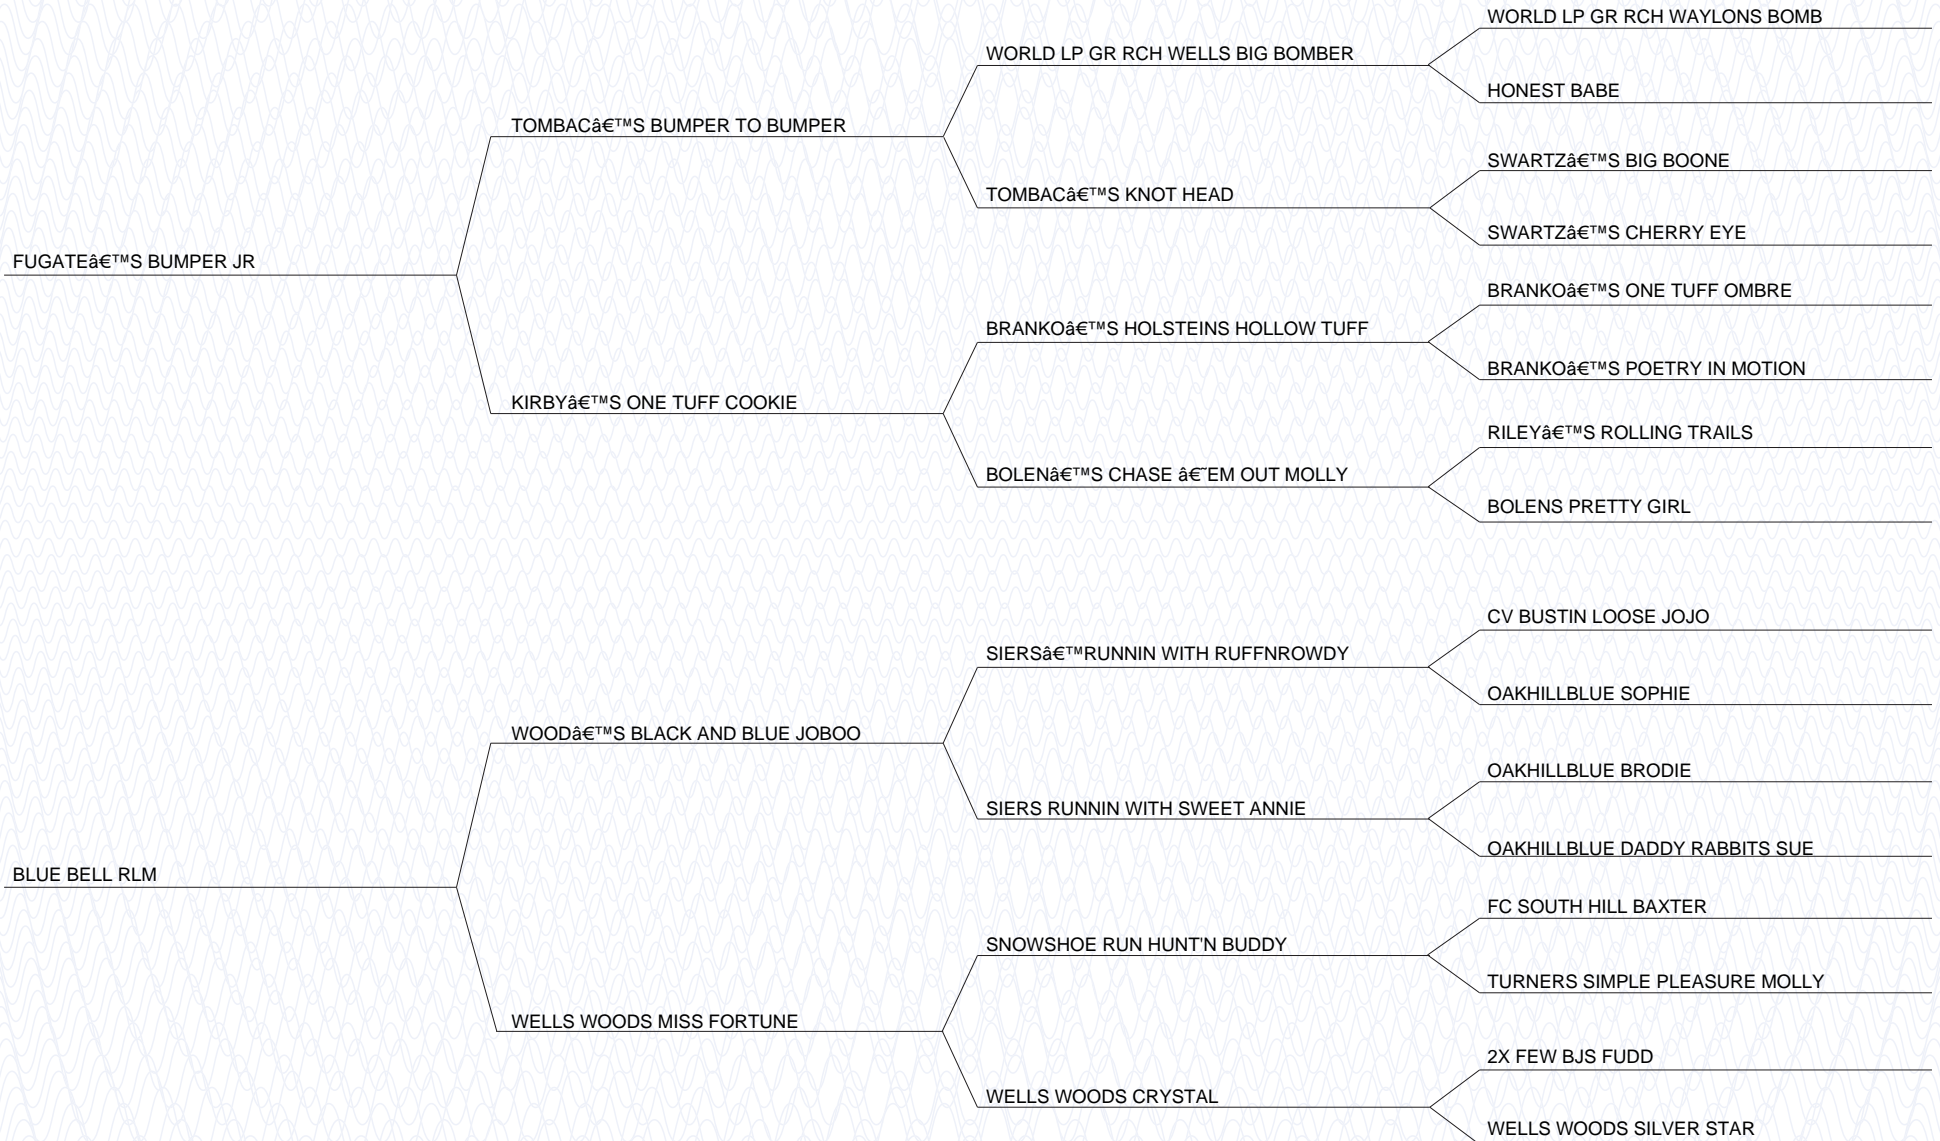 WORLD LP GR RCH WAYLONS BOMB
WORLD LP GR RCH WELLS BIG BOMBER
HONEST BABE
TOMBACâ€™S BUMPER TO BUMPER
SWARTZâ€™S BIG BOONE
TOMBACâ€™S KNOT HEAD
SWARTZâ€™S CHERRY EYE
FUGATEâ€™S BUMPER JR
BRANKOâ€™S ONE TUFF OMBRE
BRANKOâ€™S HOLSTEINS HOLLOW TUFF
BRANKOâ€™S POETRY IN MOTION
KIRBYâ€™S ONE TUFF COOKIE
RILEYâ€™S ROLLING TRAILS
BOLENâ€™S CHASE â€˜EM OUT MOLLY
BOLENS PRETTY GIRL
CV BUSTIN LOOSE JOJO
SIERSâ€™RUNNIN WITH RUFFNROWDY
OAKHILLBLUE SOPHIE
WOODâ€™S BLACK AND BLUE JOBOO
OAKHILLBLUE BRODIE
SIERS RUNNIN WITH SWEET ANNIE
OAKHILLBLUE DADDY RABBITS SUE
BLUE BELL RLM
FC SOUTH HILL BAXTER
SNOWSHOE RUN HUNT'N BUDDY
TURNERS SIMPLE PLEASURE MOLLY
WELLS WOODS MISS FORTUNE
2X FEW BJS FUDD
WELLS WOODS CRYSTAL
WELLS WOODS SILVER STAR